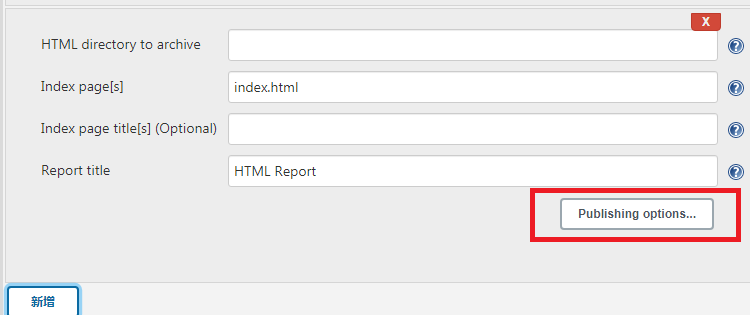 X
HTML directory to archive
Index page[s] index.html
Index page title[s] (Optional)
Report title HTML Report
Publishing options...
新增